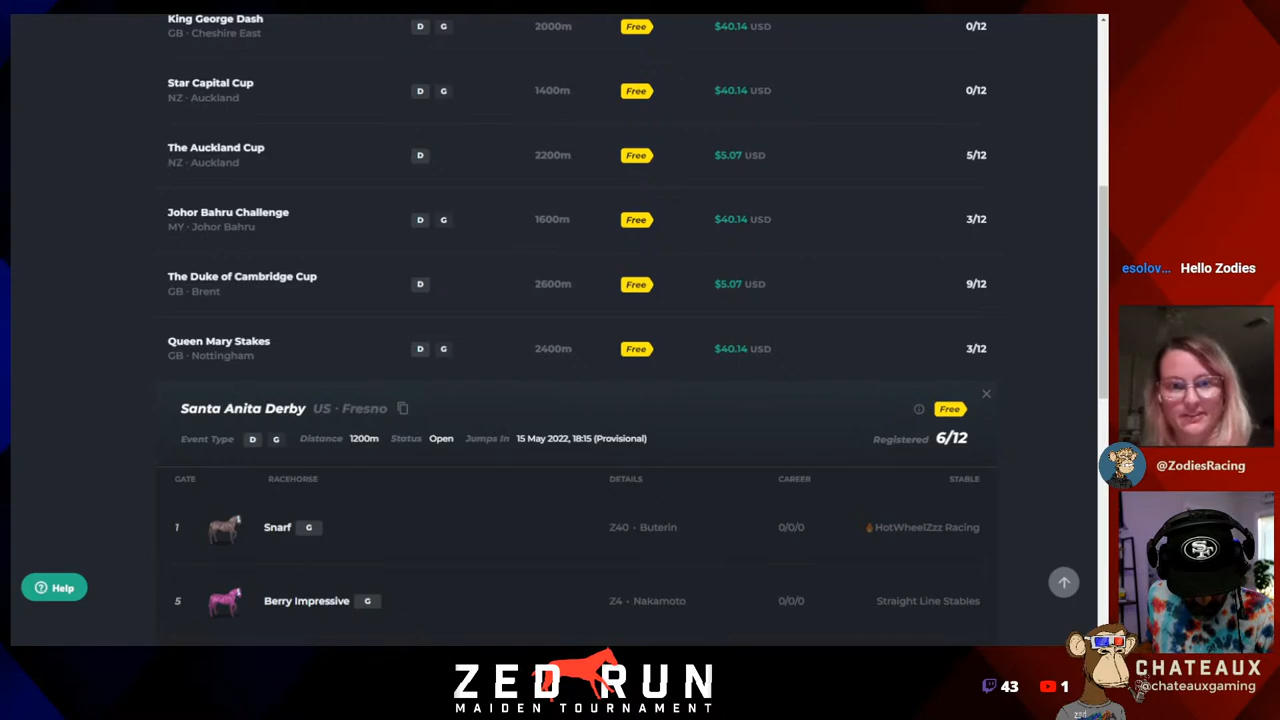 King George Dash
GB · Cheshire East
D G 2000m Free $40.14 USD 0/12
Star Capital Cup
NZ · Auckland
D G 1400m Free $40.14 USD 0/12
The Auckland Cup
NZ · Auckland
D 2200m Free $5.07 USD 5/12
Johor Bahru Challenge
MY · Johor Bahru
D G 1600m Free $40.14 USD 3/12
The Duke of Cambridge Cup
GB · Brent
D 2600m Free $5.07 USD 9/12
Queen Mary Stakes
GB · Nottingham
D G 2400m Free $40.14 USD 3/12
Santa Anita Derby US · Fresno Free
Event Type D G Distance 1200m Status Open Jumps In 15 May 2022, 18:15 (Provisional) Registered 6/12
GATE RACEHORSE DETAILS CAREER STABLE
1 Snarf G Z40 · Buterin 0/0/0 HotWheelZzz Racing
5 Berry Impressive G Z4 · Nakamoto 0/0/0 Straight Line Stables
Help
esolov... Hello Zodies
@ZodiesRacing
SF
ZED RUN
MAIDEN TOURNAMENT
43 1
CHATEAUX
@chateauxgaming